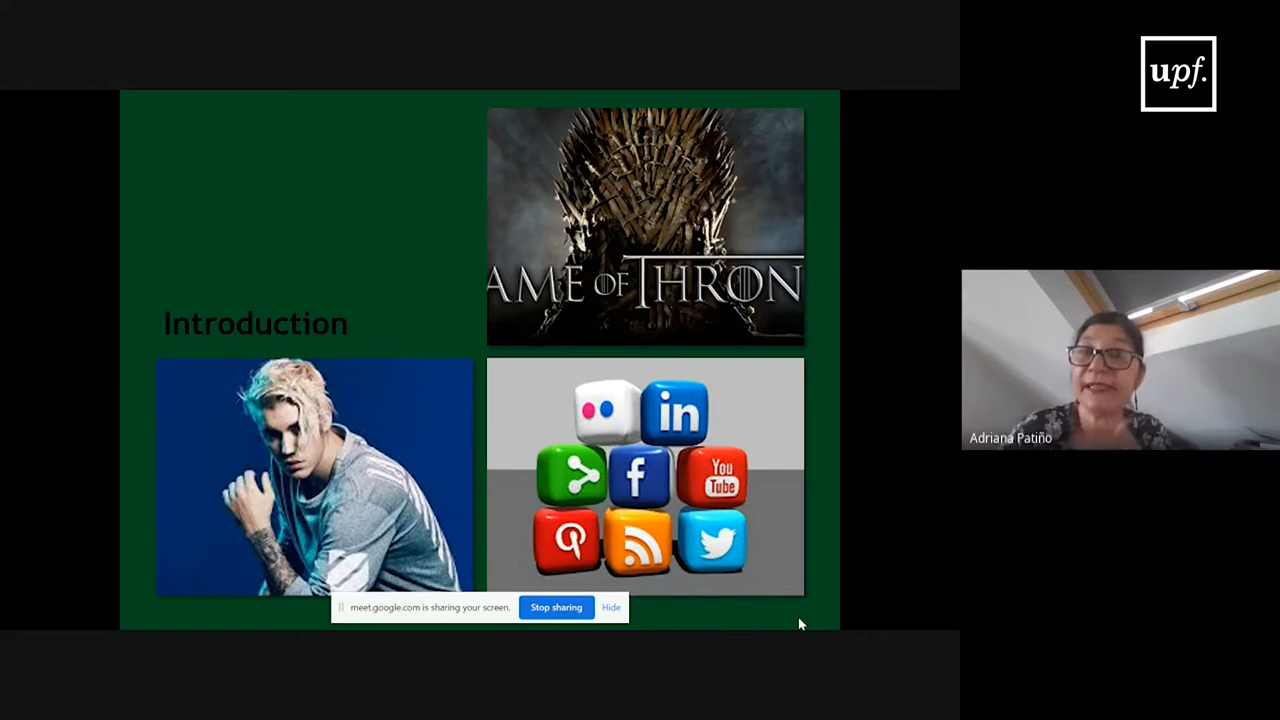 upf.
AME OF THRON
Introduction
in
f
You
Tube
meet.google.com is sharing your screen.
Stop sharing
Hide
Adriana Patiño